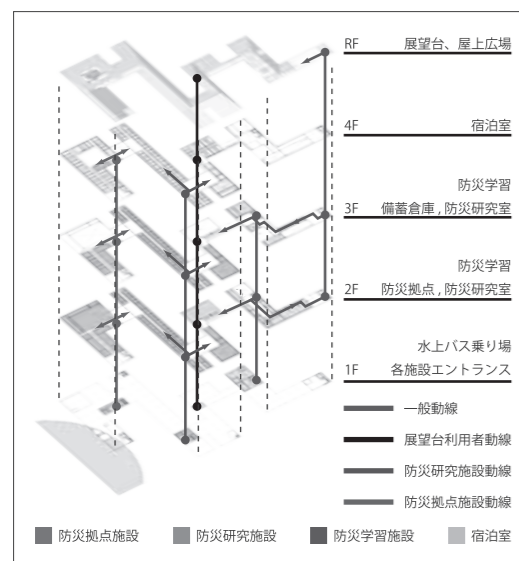 RF 展望台、屋上広場
4F 宿泊室
防災学習
3F 備蓄倉庫,防災研究室
防災学習
2F 防災拠点,防災研究室
水上バス乗り場
1F 各施設エントランス
一般動線
展望台利用者動線
防災研究施設動線
防災拠点施設動線
防災拠点施設 防災研究施設 防災学習施設 宿泊室